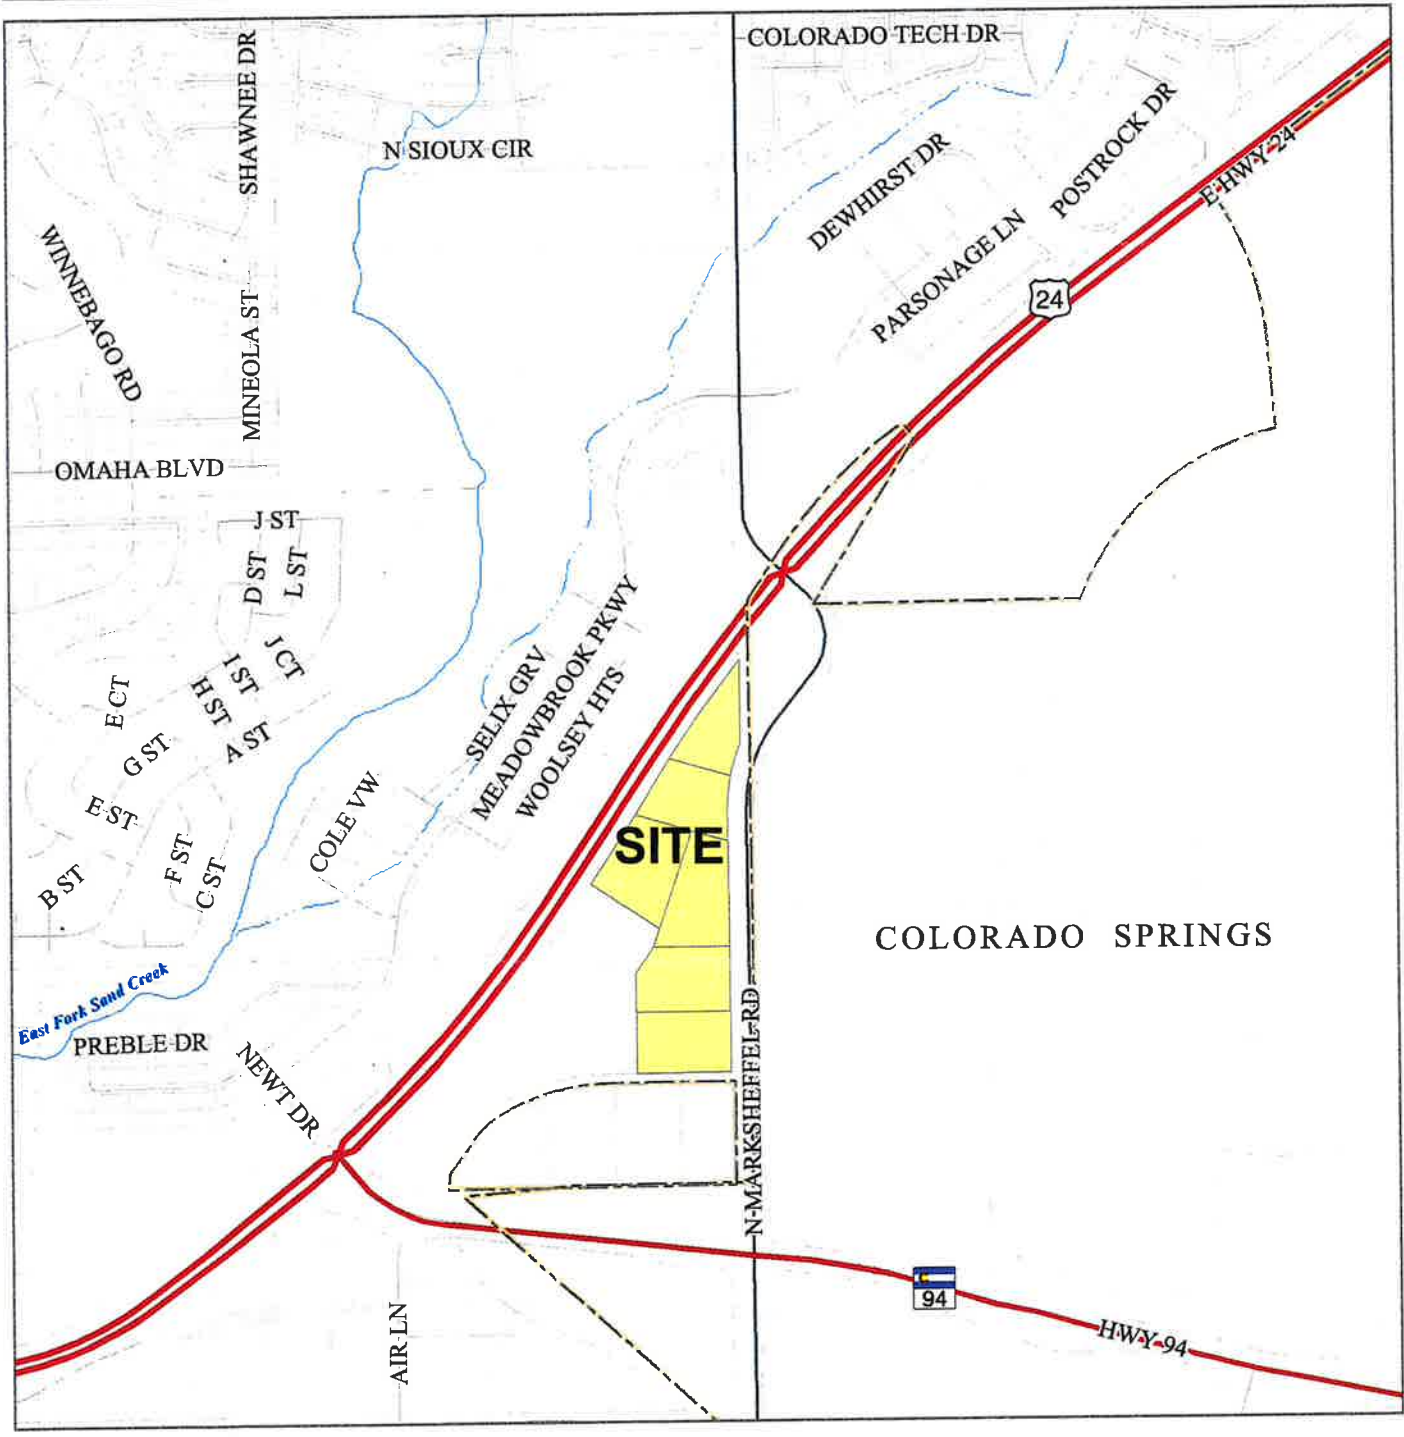 COLORADO TECH DR
SHAWNEE DR
N SIOUX CIR
POSTROCK DR
DEWHIRST DR
E HWY 24
PARSONAGE LN
WINNEBAGO RD
MINEOLA ST
24
OMAHA BLVD
J ST
D ST
L ST
J CT
I ST
H ST
A ST
E CT
G ST
E ST
F ST
C ST
B ST
SELIX GRV
MEADOWBROOK PKWY
WOOLSEY HTS
COLE VW
SITE
COLORADO SPRINGS
East Fork Sand Creek
PREBLE DR
NEWT DR
N MARKSHEFFEL RD
AIR LN
94
HWY 94